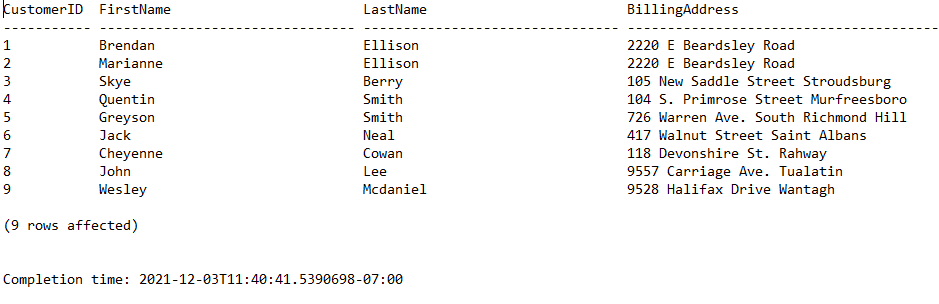 CustomerID FirstName LastName BillingAddress
----------- -------------------------------- -------------------------------- --------------------------------------
1 Brendan Ellison 2220 E Beardsley Road
2 Marianne Ellison 2220 E Beardsley Road
3 Skye Berry 105 New Saddle Street Stroudsburg
4 Quentin Smith 104 S. Primrose Street Murfreesboro
5 Greyson Smith 726 Warren Ave. South Richmond Hill
6 Jack Neal 417 Walnut Street Saint Albans
7 Cheyenne Cowan 118 Devonshire St. Rahway
8 John Lee 9557 Carriage Ave. Tualatin
9 Wesley Mcdaniel 9528 Halifax Drive Wantagh
(9 rows affected)
Completion time: 2021-12-03T11:40:41.5390698-07:00